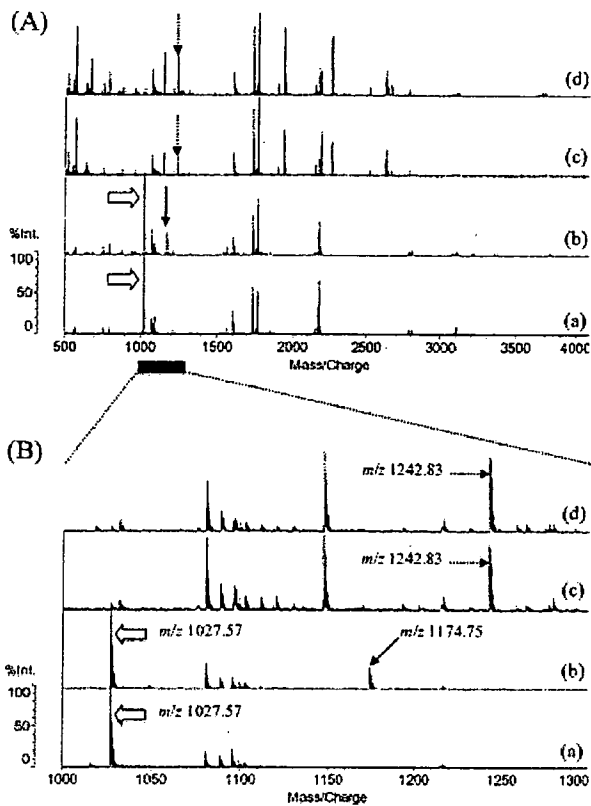 (A)
(d)
(c)
(b)
(a)
%Int.
100
50
0
500 1000 1500 2000 2500 3000 3500 4000
Mass/Charge
(B)
m/z 1242.83
(d)
m/z 1242.83
(c)
m/z 1027.57
m/z 1174.75
(b)
%Int.
100
m/z 1027.57
50
0
(a)
1000 1050 1100 1150 1200 1250 1300
Mass/Charge